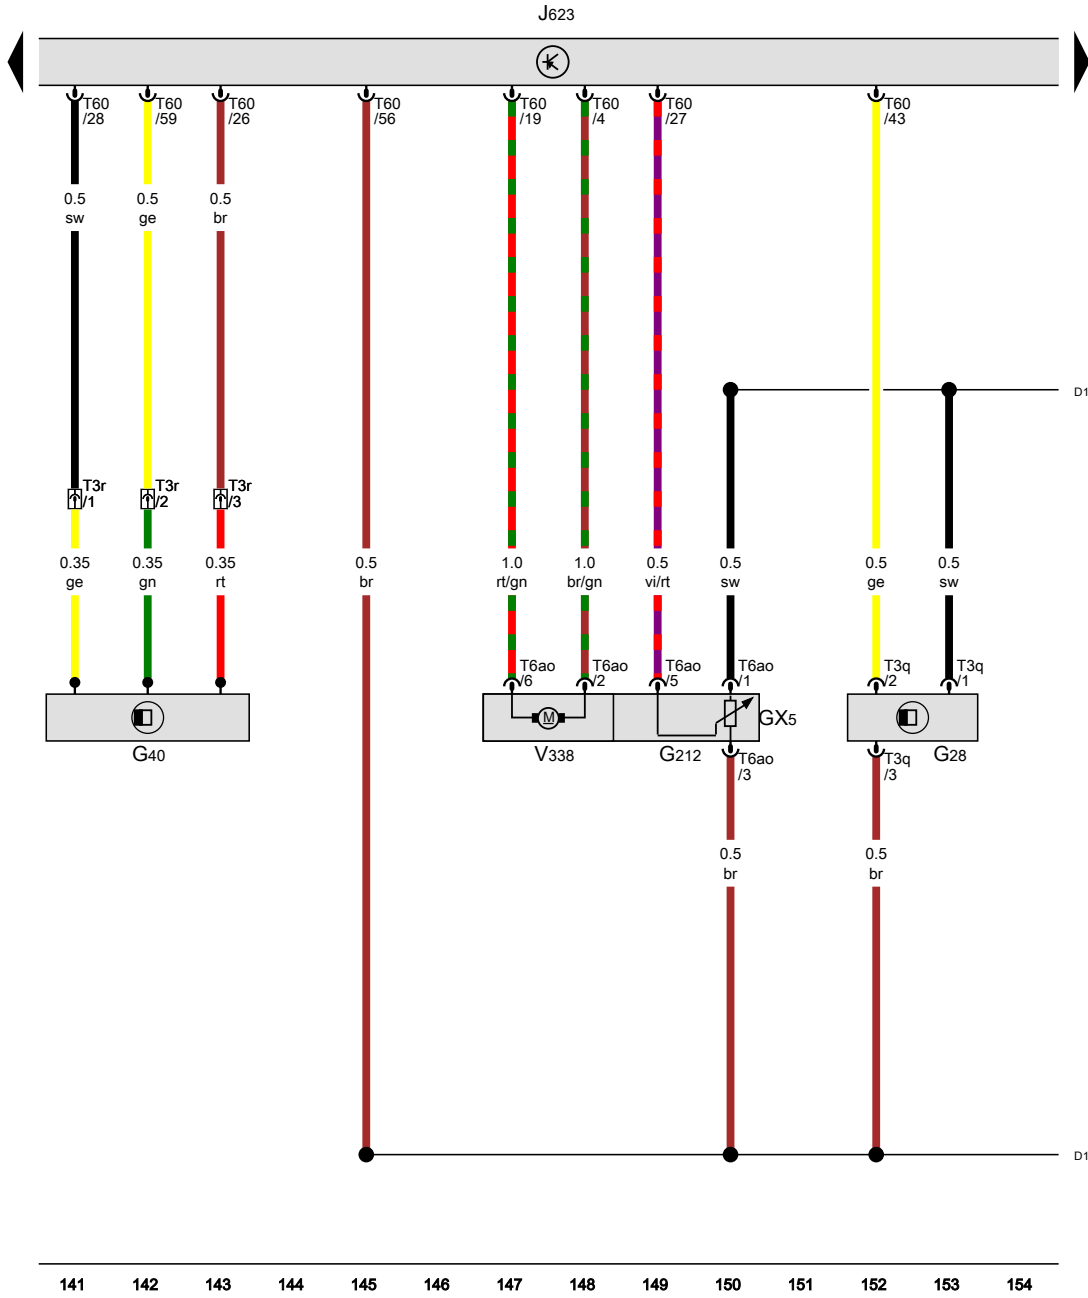 J623
T60 T60 T60 T60 T60 T60 T60 T60
/28 /59 /26 /56 /19 /4 /27 /43
0.5 0.5 0.5
sw ge br
D1
T3r T3r T3r
/1 /2 /3
0.35 0.35 0.35 0.5 1.0 1.0 0.5 0.5 0.5 0.5
ge gn rt br rt/gn br/gn vi/rt sw ge sw
T6ao T6ao T6ao T6ao T3q T3q
/6 /2 /5 /1 /2 /1
M GX5
G40 V338 G212 T6ao T3q G28
/3 /3
0.5 0.5
br br
D1
141 142 143 144 145 146 147 148 149 150 151 152 153 154